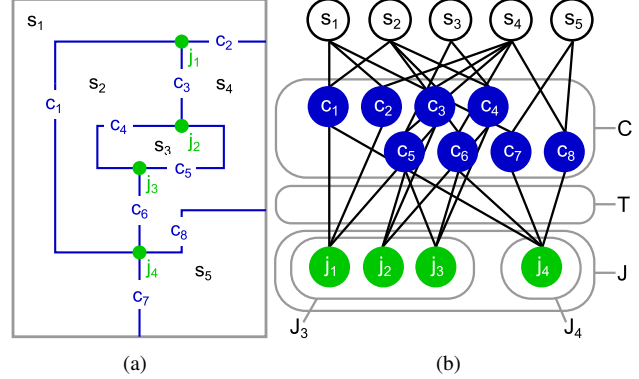 s₁
c₂
j₁
s₂
c₃
s₄
c₁
c₄
j₂
s₃
c₅
j₃
c₆
c₈
j₄
s₅
c₇
(a)
s₁ s₂ s₃ s₄ s₅
c₁ c₂ c₃ c₄
C
c₅ c₆ c₇ c₈
T
j₁ j₂ j₃ j₄
J
J₃ J₄
(b)